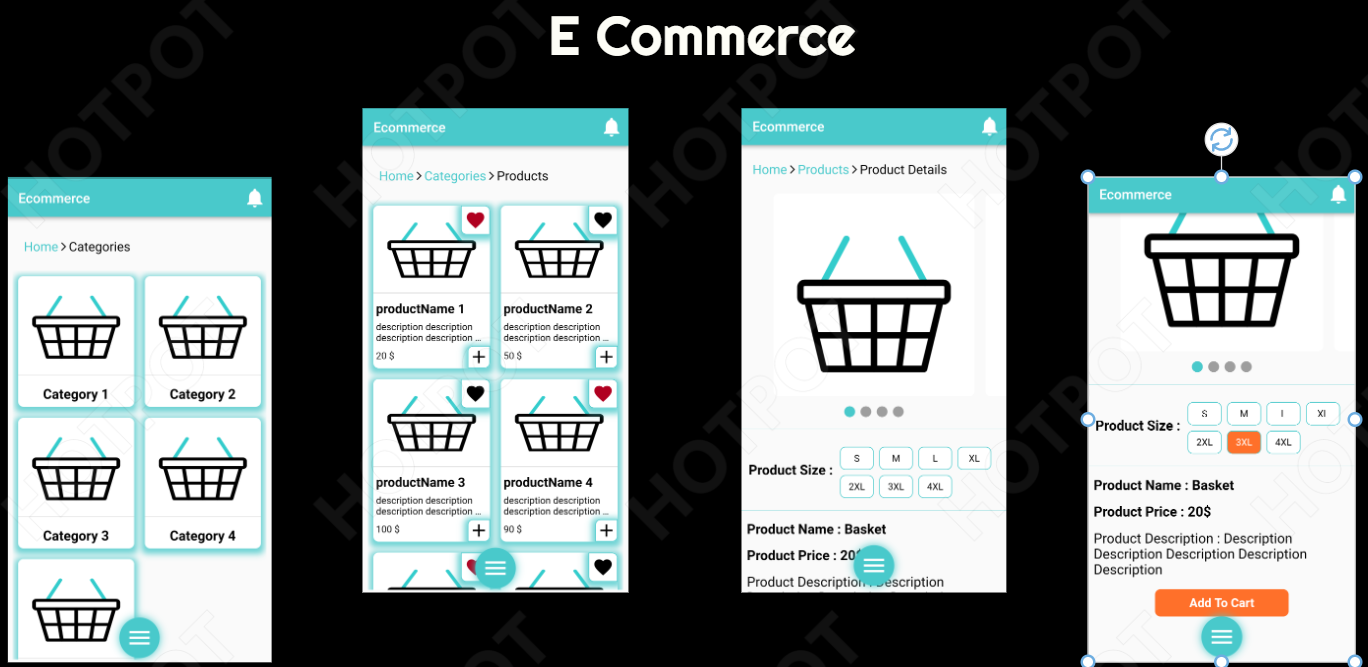 E Commerce
Ecommerce
Home > Categories
Category 1
Category 2
Category 3
Category 4
Ecommerce
Home > Categories > Products
productName 1
description description
description description ...
20 $
productName 2
description description
description description ...
50 $
productName 3
description description
description description ...
100 $
productName 4
description description
description description ...
90 $
Ecommerce
Home > Products > Product Details
Product Size :
S M L XL
2XL 3XL 4XL
Product Name : Basket
Product Price : 20
Product Description : Description
Ecommerce
Product Size :
S M l Xl
2XL 3XL 4XL
Product Name : Basket
Product Price : 20$
Product Description : Description
Description Description Description
Description
Add To Cart
HOTPOT